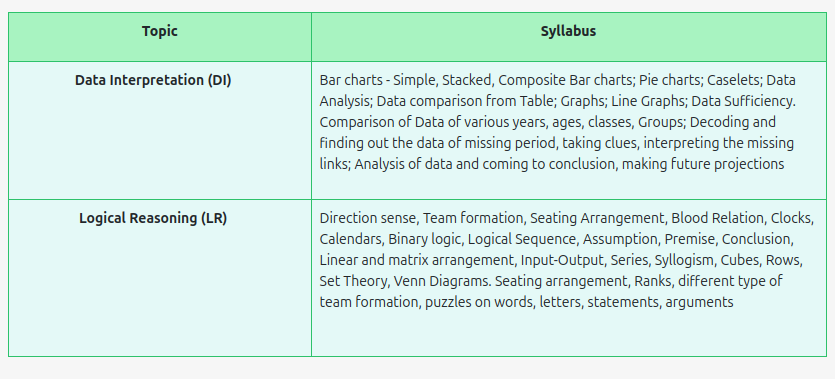 Topic
Syllabus
Data Interpretation (DI)
Bar charts - Simple, Stacked, Composite Bar charts; Pie charts; Caselets; Data
Analysis; Data comparison from Table; Graphs; Line Graphs; Data Sufficiency.
Comparison of Data of various years, ages, classes, Groups; Decoding and
finding out the data of missing period, taking clues, interpreting the missing
links; Analysis of data and coming to conclusion, making future projections
Logical Reasoning (LR)
Direction sense, Team formation, Seating Arrangement, Blood Relation, Clocks,
Calendars, Binary logic, Logical Sequence, Assumption, Premise, Conclusion,
Linear and matrix arrangement, Input-Output, Series, Syllogism, Cubes, Rows,
Set Theory, Venn Diagrams. Seating arrangement, Ranks, different type of
team formation, puzzles on words, letters, statements, arguments